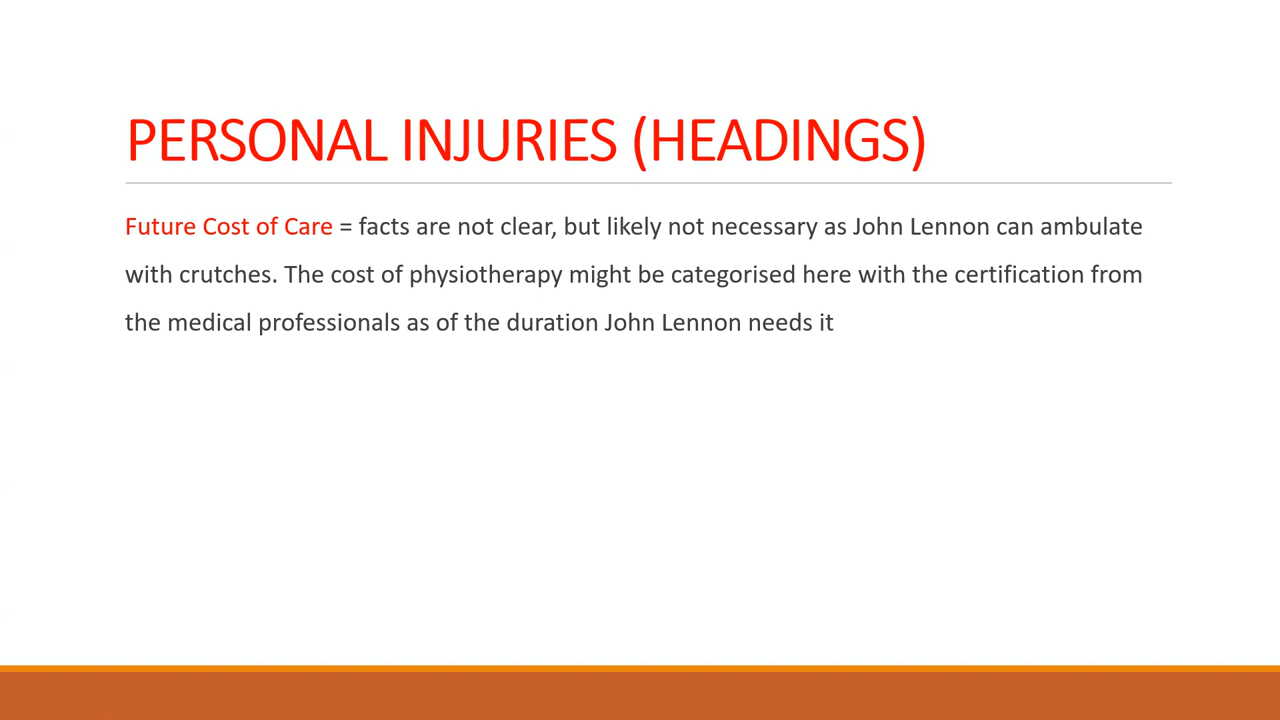 PERSONAL INJURIES (HEADINGS)
Future Cost of Care = facts are not clear, but likely not necessary as John Lennon can ambulate
with crutches. The cost of physiotherapy might be categorised here with the certification from
the medical professionals as of the duration John Lennon needs it